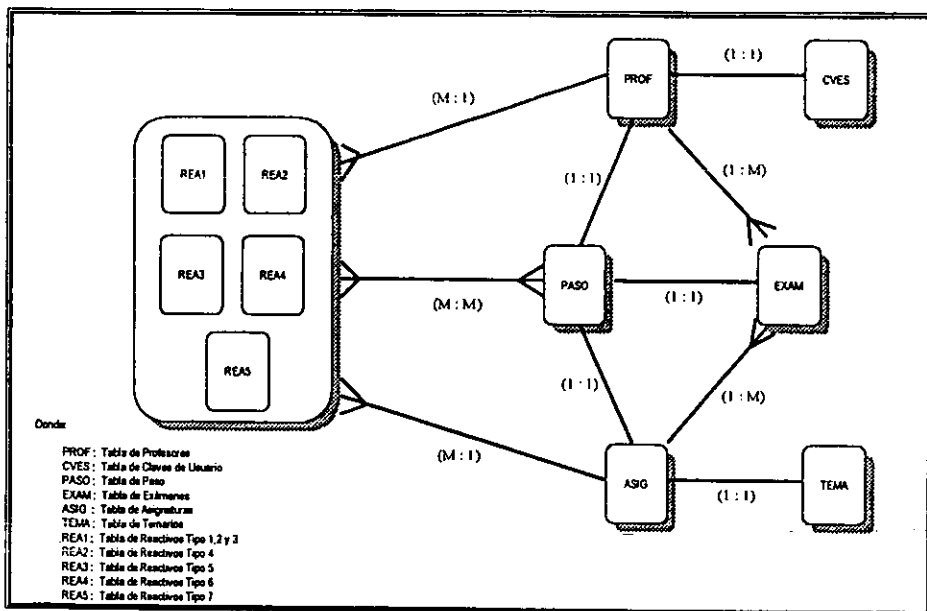 PROF
(1 : 1)
CVES
(M : 1)
REA1
REA2
(1 : 1)
(1 : M)
REA3
REA4
PASO
(M : M)
(1 : 1)
EXAM
REA5
(1 : 1)
(1 : M)
(M : 1)
ASIG
(1 : 1)
TEMA
Donde:
PROF : Tabla de Profesores
CVES : Tabla de Claves de Usuario
PASO : Tabla de Paso
EXAM : Tabla de Exámenes
ASIG : Tabla de Asignaturas
TEMA : Tabla de Temarios
REA1 : Tabla de Reactivos Tipo 1,2 y 3
REA2 : Tabla de Reactivos Tipo 4
REA3 : Tabla de Reactivos Tipo 5
REA4 : Tabla de Reactivos Tipo 6
REA5 : Tabla de Reactivos Tipo 7